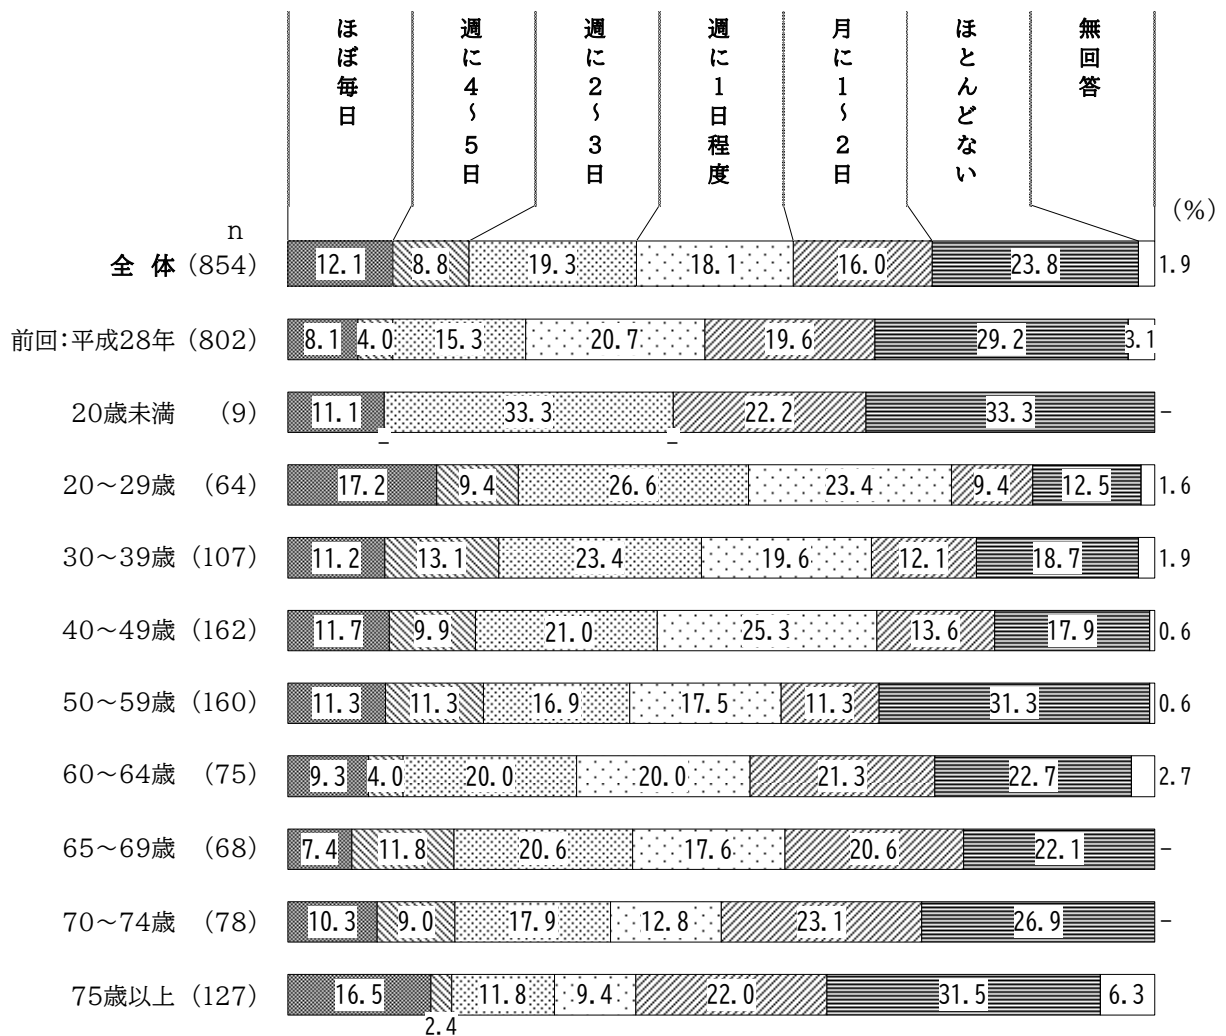 ほぼ毎日
週に4～5日
週に2～3日
週に1日程度
月に1～2日
ほとんどない
無回答
(%)
n
全 体 (854) 12.1 8.8 19.3 18.1 16.0 23.8 1.9
前回：平成28年 (802) 8.1 4.0 15.3 20.7 19.6 29.2 3.1
20歳未満 (9) 11.1 － 33.3 － 22.2 33.3 －
20～29歳 (64) 17.2 9.4 26.6 23.4 9.4 12.5 1.6
30～39歳 (107) 11.2 13.1 23.4 19.6 12.1 18.7 1.9
40～49歳 (162) 11.7 9.9 21.0 25.3 13.6 17.9 0.6
50～59歳 (160) 11.3 11.3 16.9 17.5 11.3 31.3 0.6
60～64歳 (75) 9.3 4.0 20.0 20.0 21.3 22.7 2.7
65～69歳 (68) 7.4 11.8 20.6 17.6 20.6 22.1 －
70～74歳 (78) 10.3 9.0 17.9 12.8 23.1 26.9 －
75歳以上 (127) 16.5 2.4 11.8 9.4 22.0 31.5 6.3